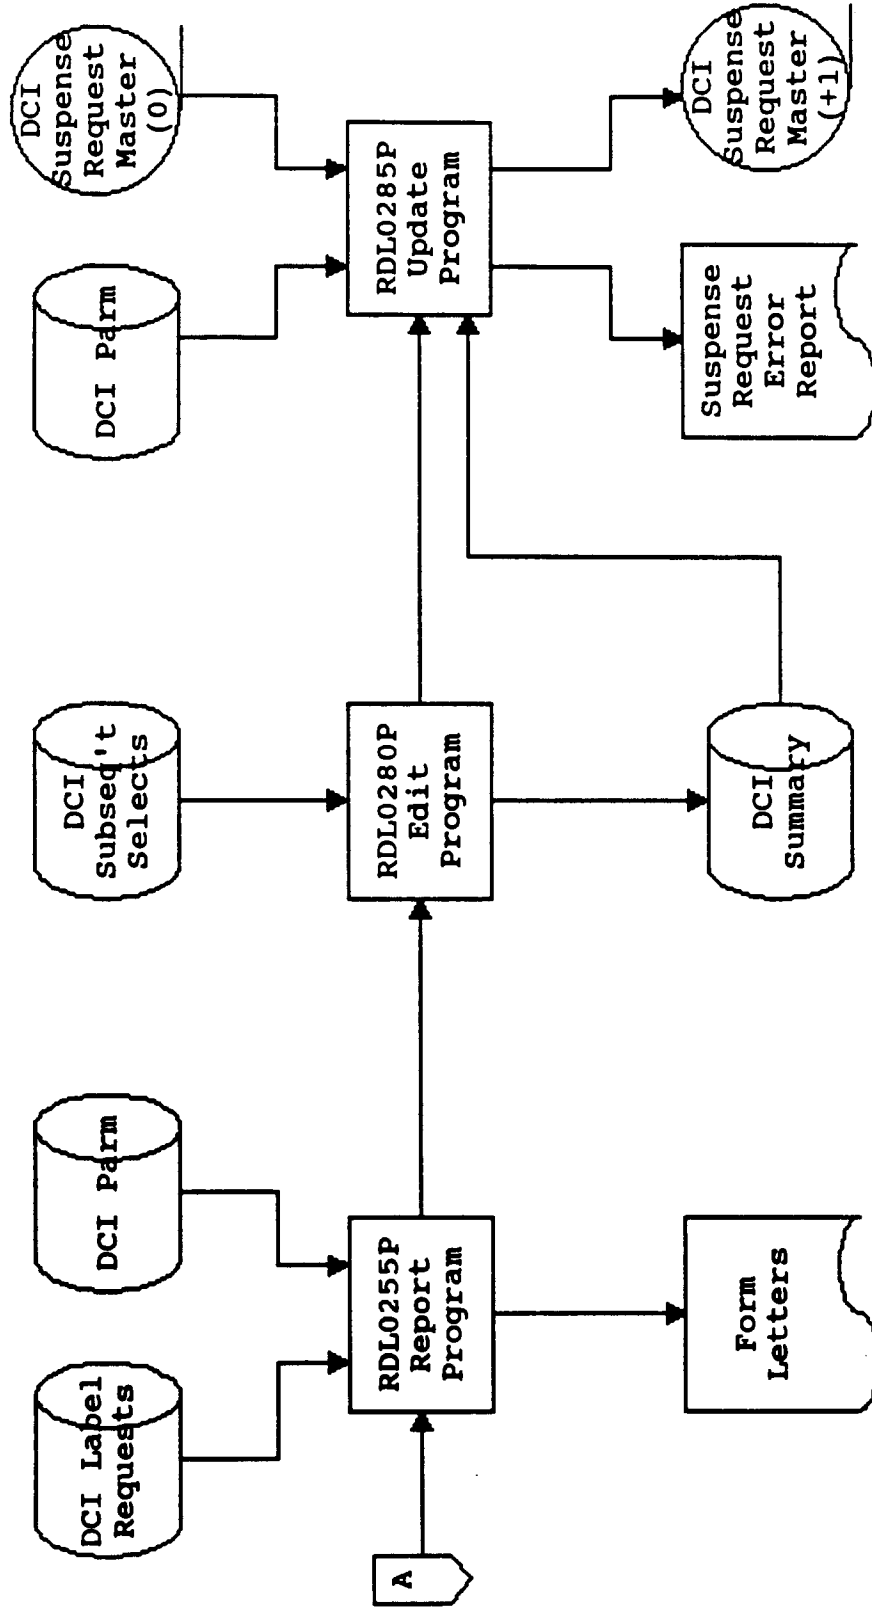 DCI Label
Requests
DCI Parm
DCI
Subseq't
Selects
DCI Parm
DCI
Suspense
Request
Master
(0)
A
RDL0255P
Report
Program
RDL0280P
Edit
Program
RDL0285P
Update
Program
Form
Letters
DCI
Summary
Suspense
Request
Error
Report
DCI
Suspense
Request
Master
(+1)